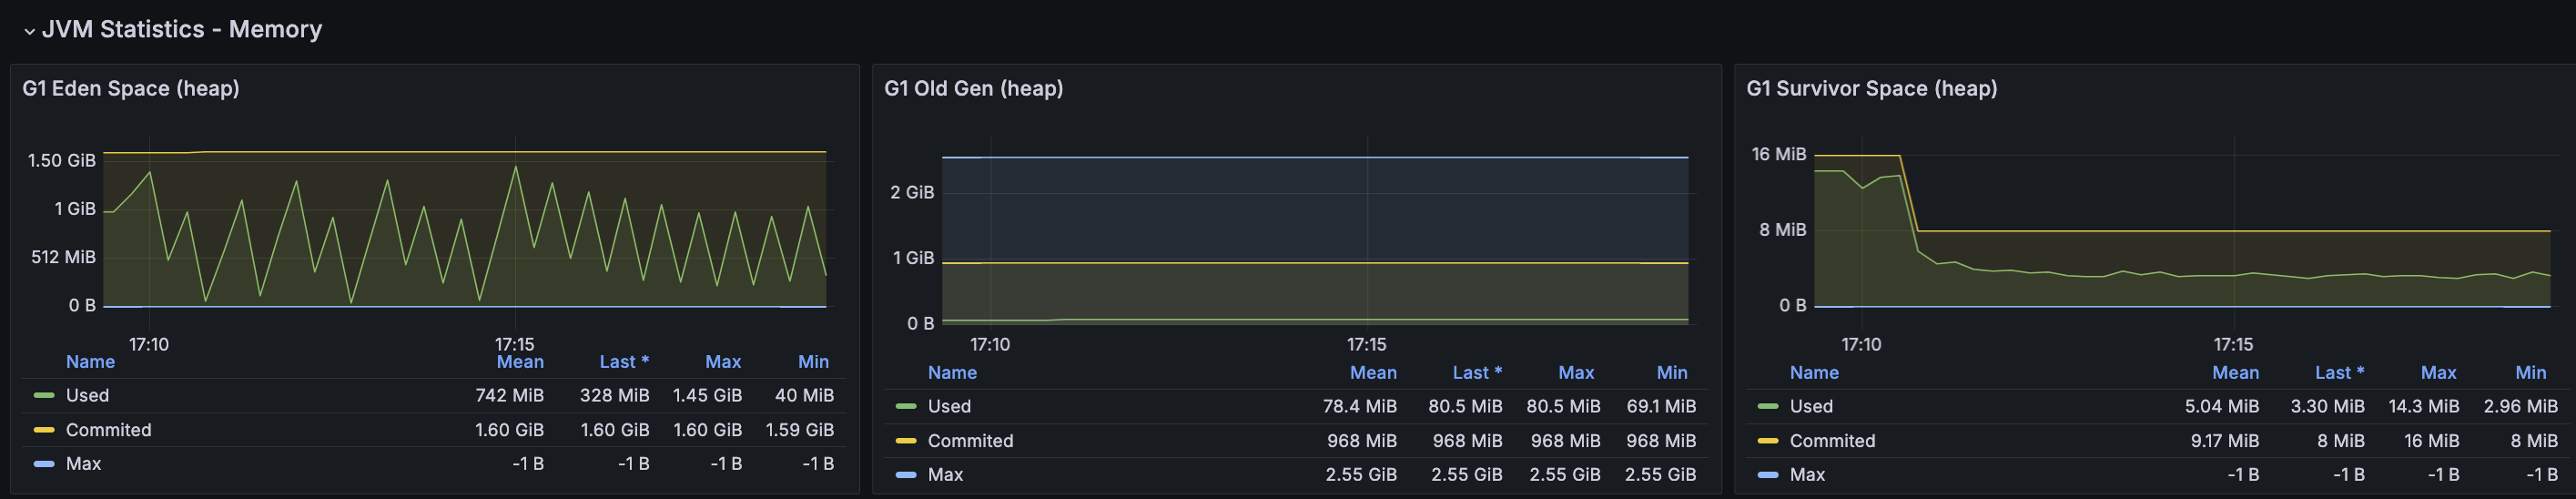 JVM Statistics - Memory
G1 Eden Space (heap)
1.50 GiB
1 GiB
512 MiB
0 B
17:10 17:15
Name Mean Last * Max Min
Used 742 MiB 328 MiB 1.45 GiB 40 MiB
Commited 1.60 GiB 1.60 GiB 1.60 GiB 1.59 GiB
Max -1 B -1 B -1 B -1 B
G1 Old Gen (heap)
2 GiB
1 GiB
0 B
17:10 17:15
Name Mean Last * Max Min
Used 78.4 MiB 80.5 MiB 80.5 MiB 69.1 MiB
Commited 968 MiB 968 MiB 968 MiB 968 MiB
Max 2.55 GiB 2.55 GiB 2.55 GiB 2.55 GiB
G1 Survivor Space (heap)
16 MiB
8 MiB
0 B
17:10 17:15
Name Mean Last * Max Min
Used 5.04 MiB 3.30 MiB 14.3 MiB 2.96 MiB
Commited 9.17 MiB 8 MiB 16 MiB 8 MiB
Max -1 B -1 B -1 B -1 B